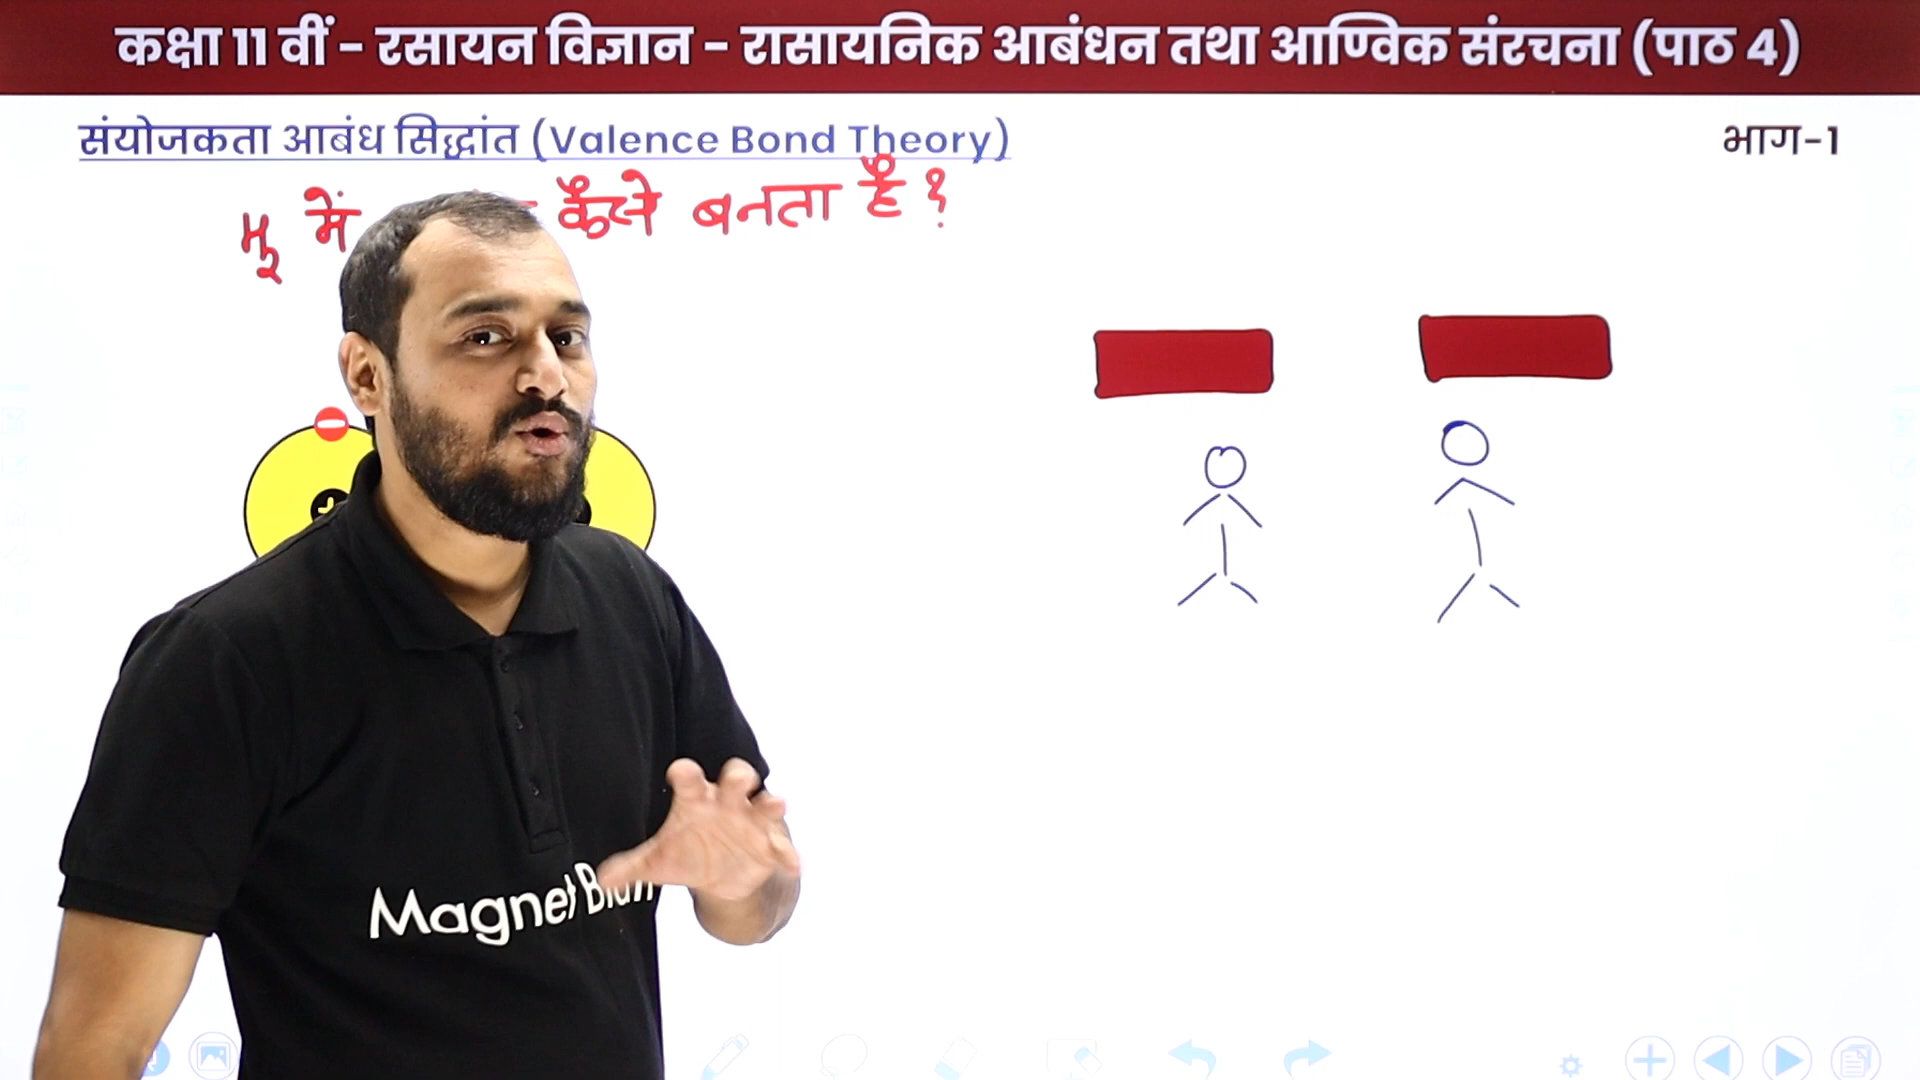 कक्षा 11 वीं - रसायन विज्ञान - रासायनिक आबंधन तथा आण्विक संरचना (पाठ 4)
संयोजकता आबंध सिद्धांत (Valence Bond Theory)
भाग-1
में कैसे बनता है ?
Magnet Brain